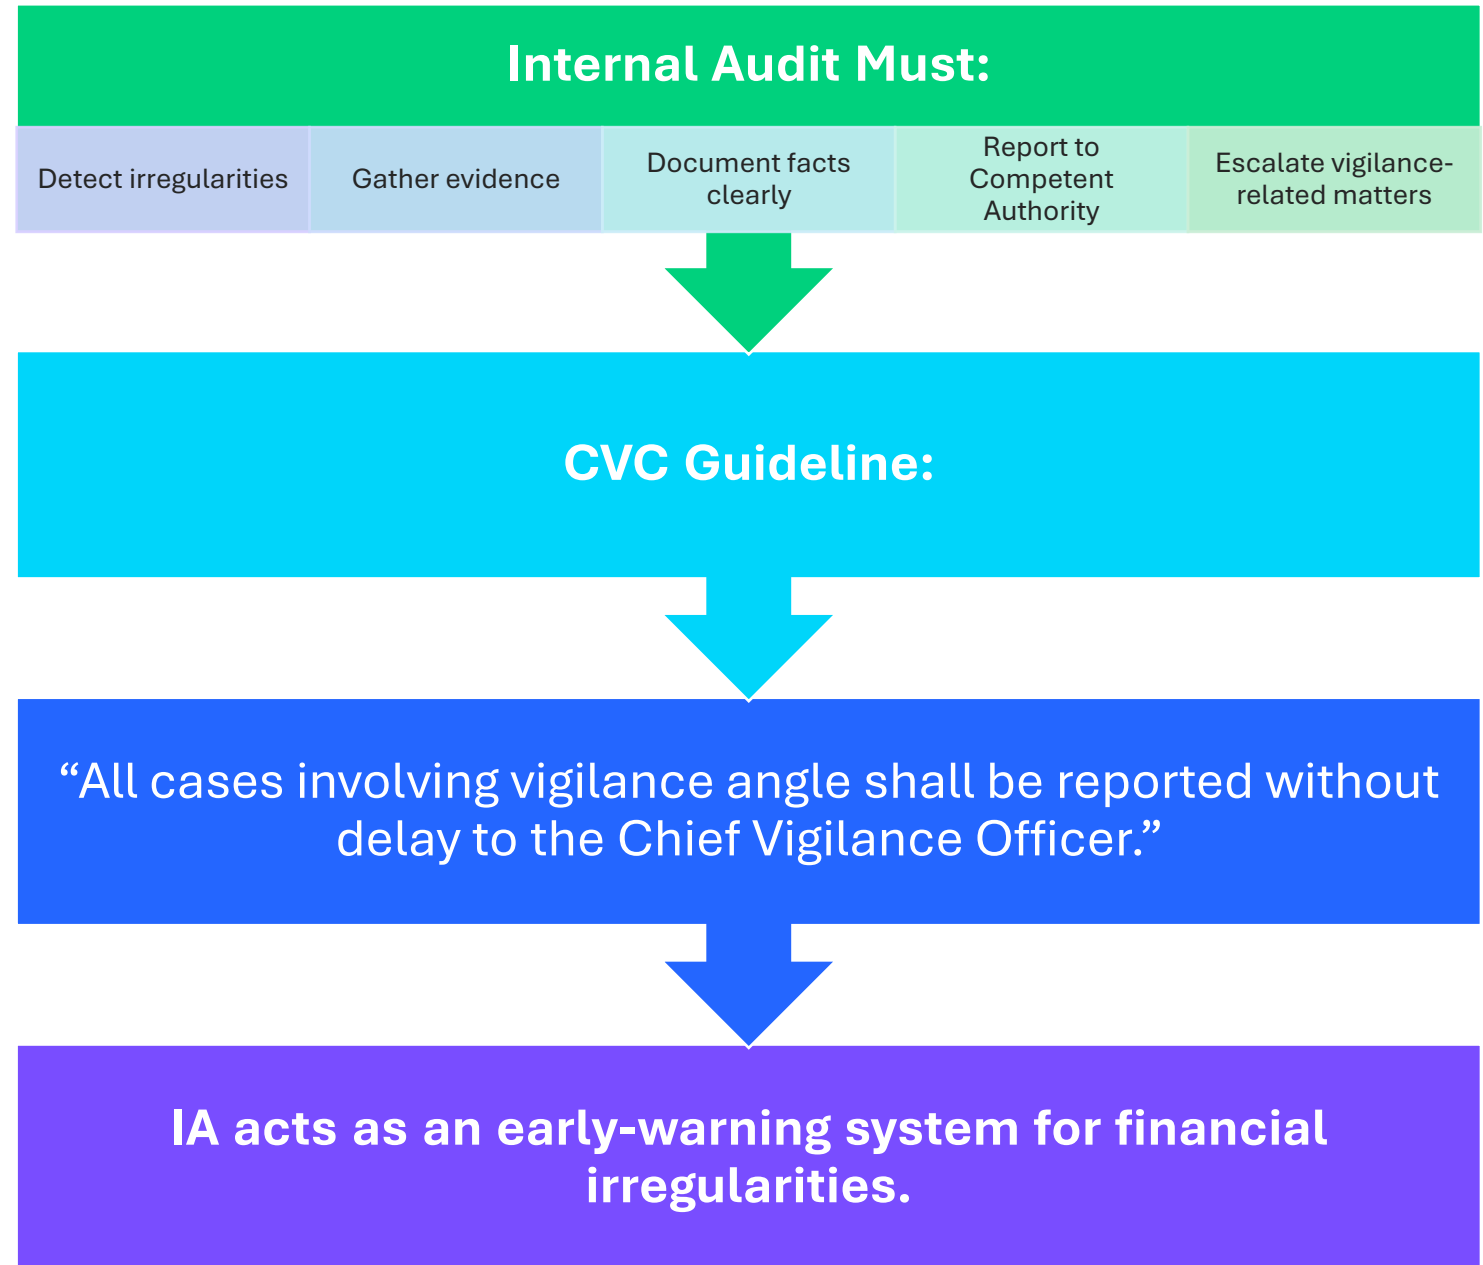 Internal Audit Must:
Detect irregularities
Gather evidence
Document facts
clearly
Report to
Competent
Authority
Escalate vigilance-
related matters
CVC Guideline:
“All cases involving vigilance angle shall be reported without
delay to the Chief Vigilance Officer.”
IA acts as an early-warning system for financial
irregularities.